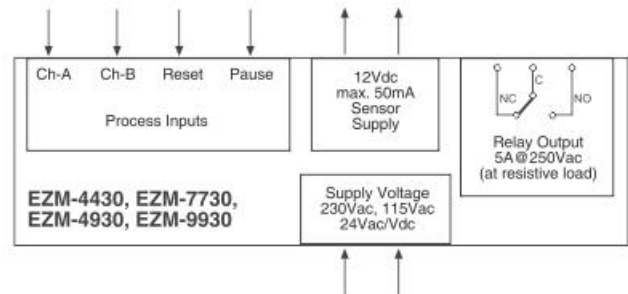 Ch-A Ch-B Reset Pause
Process Inputs
12Vdc
max. 50mA
Sensor
Supply
C
NC NO
Relay Output
5A@250Vac
(at resistive load)
EZM-4430, EZM-7730,
EZM-4930, EZM-9930
Supply Voltage
230Vac, 115Vac
24Vac/Vdc